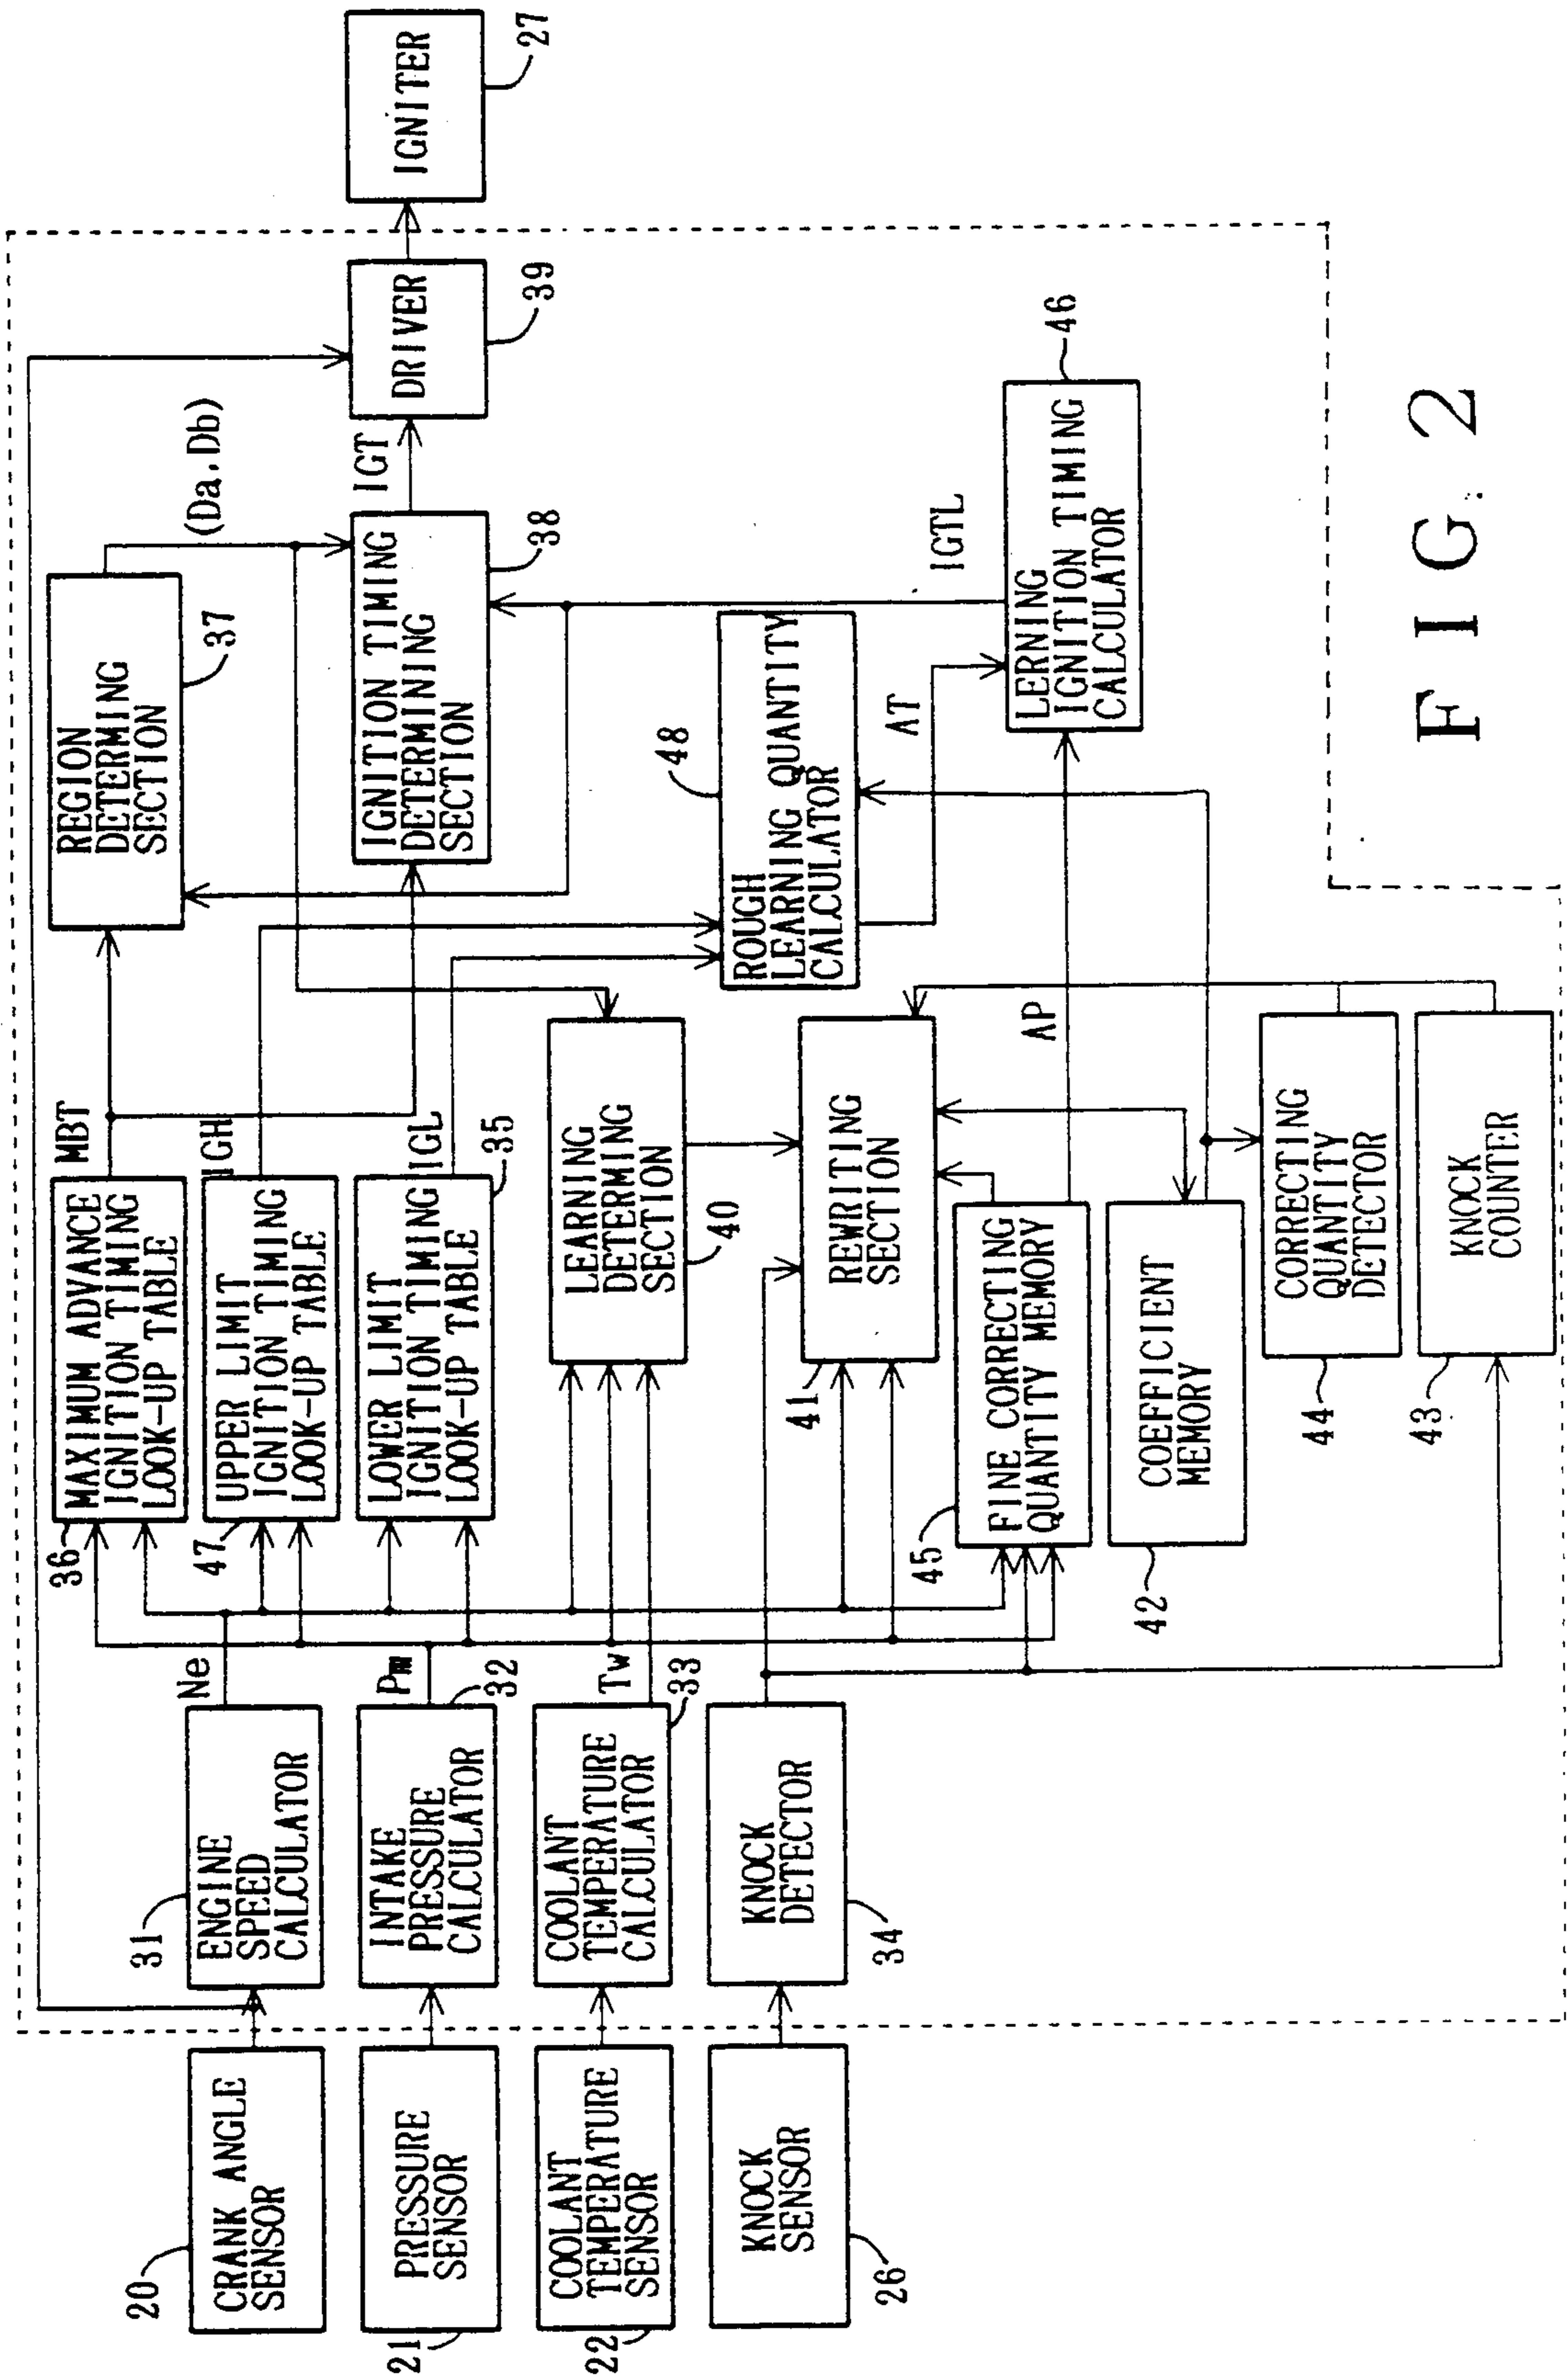 20
CRANK ANGLE
SENSOR
21
PRESSURE
SENSOR
22
COOLANT
TEMPERATURE
SENSOR
26
KNOCK
SENSOR
31
ENGINE
SPEED
CALCULATOR
Ne
INTAKE
PRESSURE
CALCULATOR
32
Pm
COOLANT
TEMPERATURE
CALCULATOR
33
Tw
KNOCK
DETECTOR
34
36
MAXIMUM ADVANCE
IGNITION TIMING
LOOK-UP TABLE
MBT
47
UPPER LIMIT
IGNITION TIMING
LOOK-UP TABLE
IGH
LOWER LIMIT
IGNITION TIMING
LOOK-UP TABLE
IGL
35
LEARNING
DETERMING
SECTION
40
41
REWRITING
SECTION
45
FINE CORRECTING
QUANTITY MEMORY
AP
42
COEFFICIENT
MEMORY
44
CORRECTING
QUANTITY
DETECTOR
43
KNOCK
COUNTER
REGION
DETERMING
SECTION
37
(Da.Db)
IGNITION TIMING
DETERMINING
SECTION
38
IGT
48
ROUGH
LEARNING QUANTITY
CALCULATOR
AT
LERNING
IGNITION TIMING
CALCULATOR
46
IGTL
DRIVER
39
IGNITER
27
FIG. 2